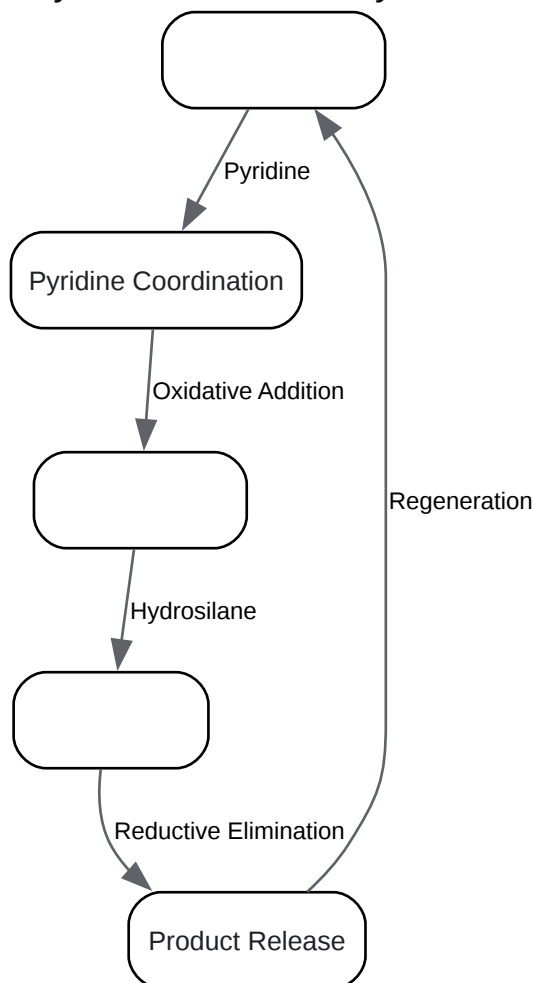 Pyridine
Pyridine Coordination
Oxidative Addition
Regeneration
Hydrosilane
Reductive Elimination
Product Release